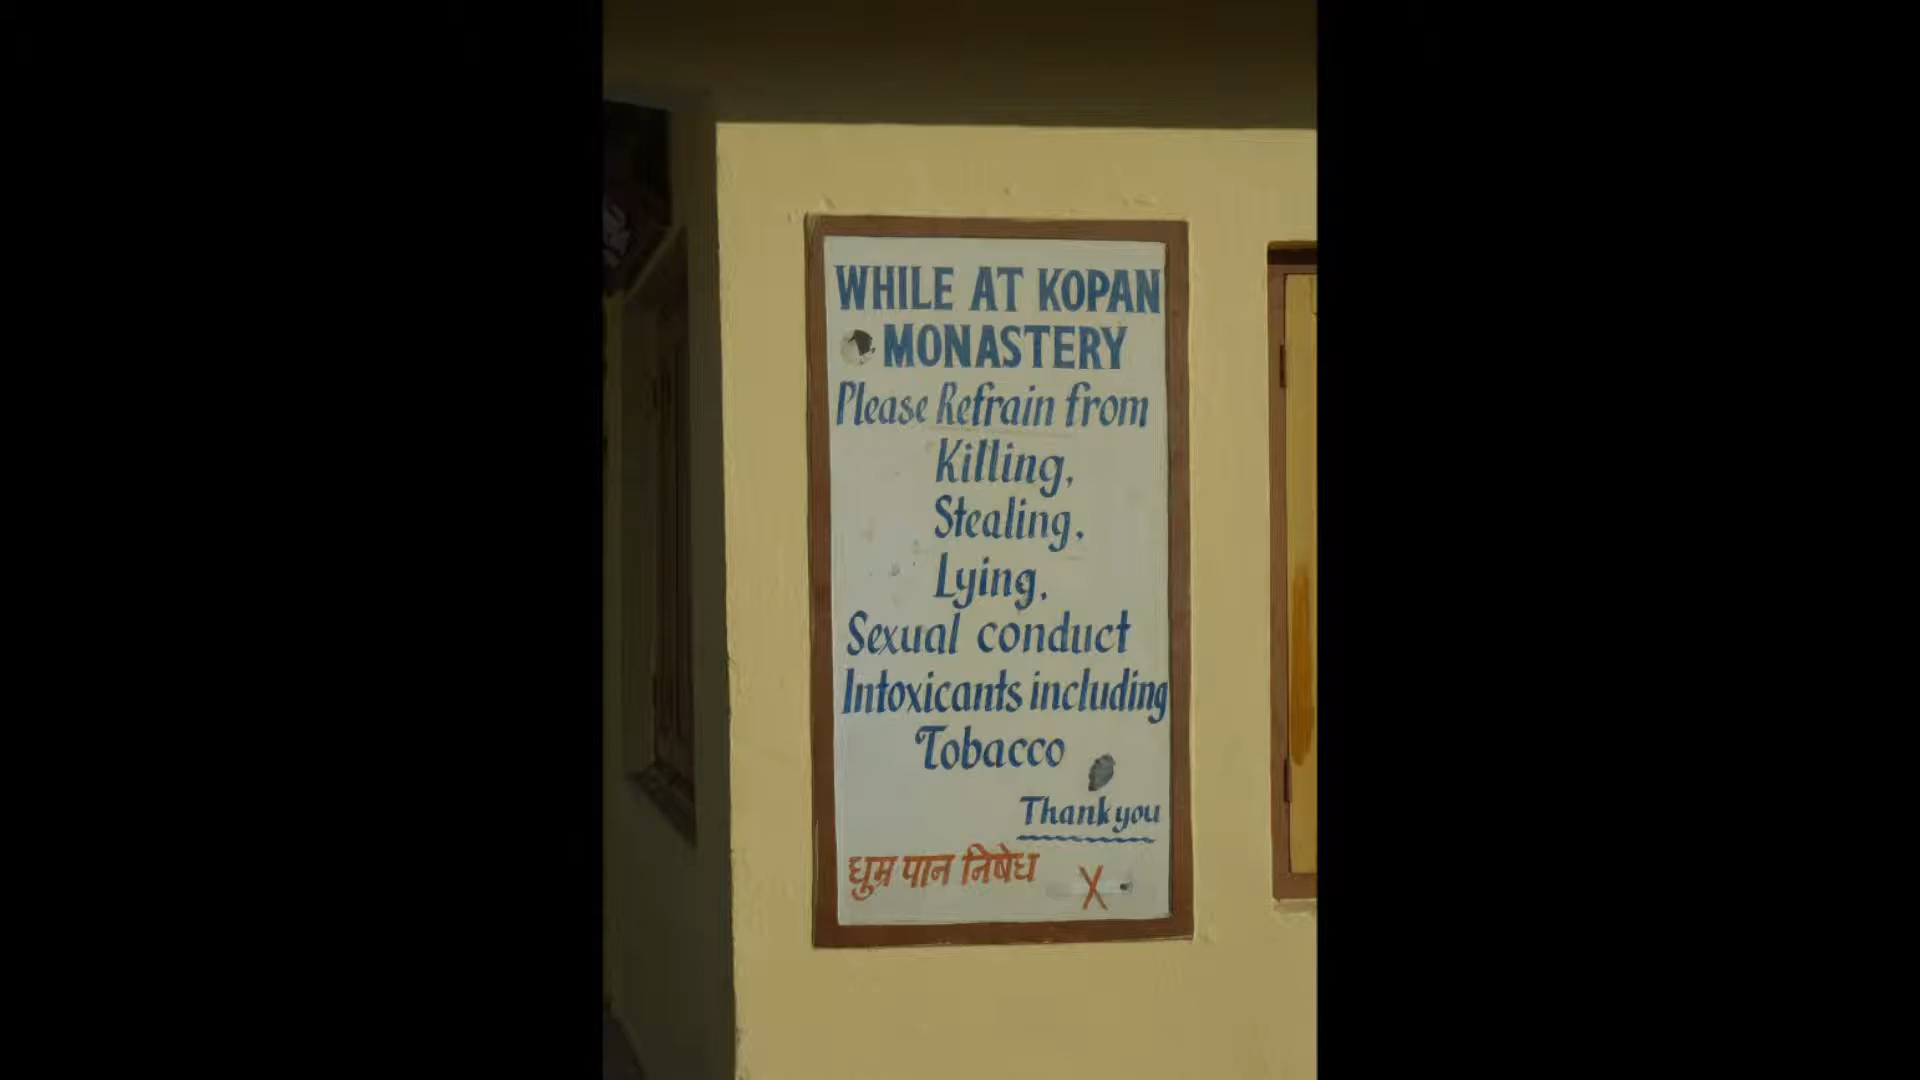 WHILE AT KOPAN
MONASTERY
Please Refrain from
Killing,
Stealing,
Lying,
Sexual conduct
Intoxicants including
Tobacco
Thank you
धुम्र पान निषेध X